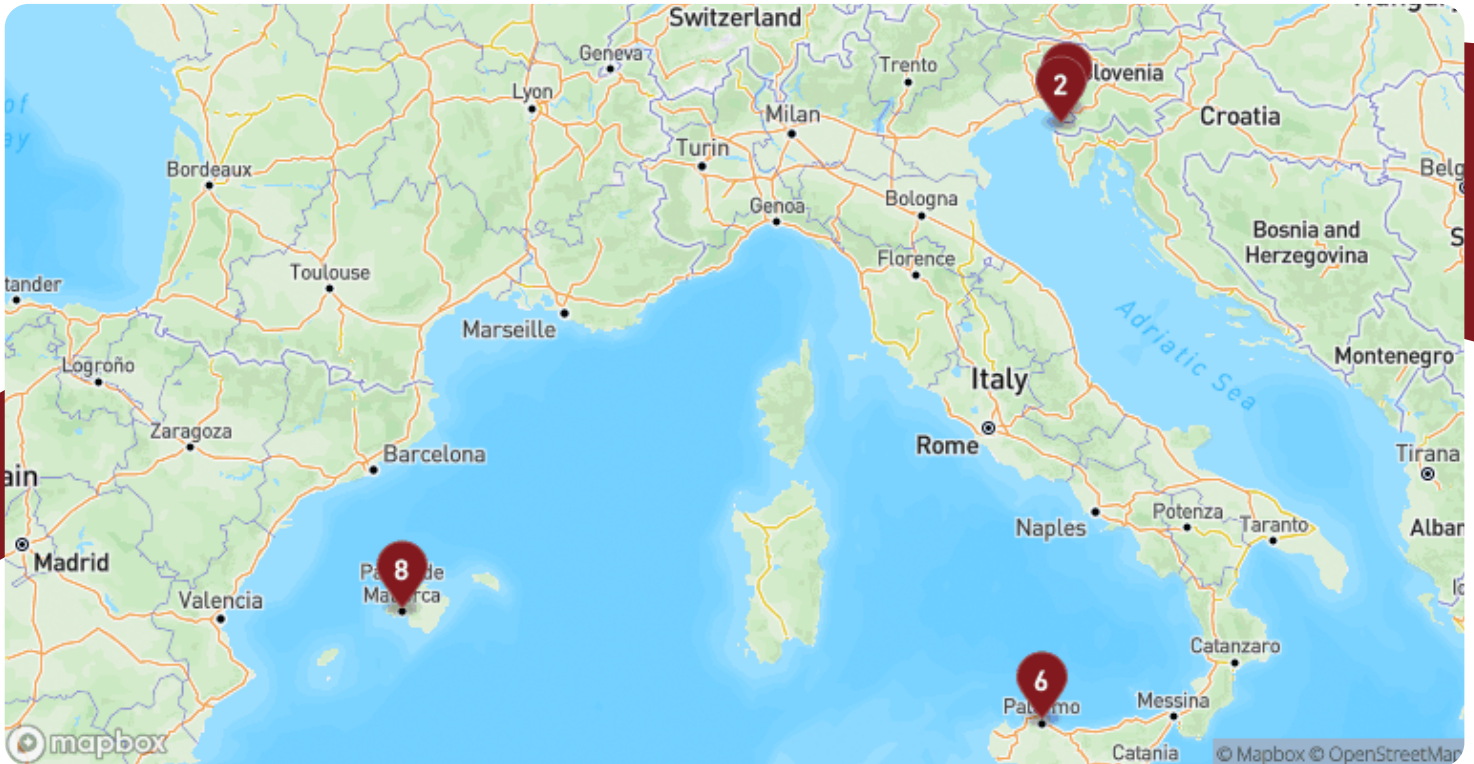 Switzerland
Geneva
Trento
Lyon
Milan
2
Croatia
Turin
Bordeaux
Genoa
Bologna
Bosnia and
Herzegovina
Florence
Toulouse
Marseille
Adriatic Sea
Montenegro
Logroño
Italy
Zaragoza
Rome
Barcelona
Tirana
Naples
Potenza
Taranto
Madrid
8
Valencia
Catanzaro
6
Messina
Catania
mapbox
© Mapbox © OpenStreetMap